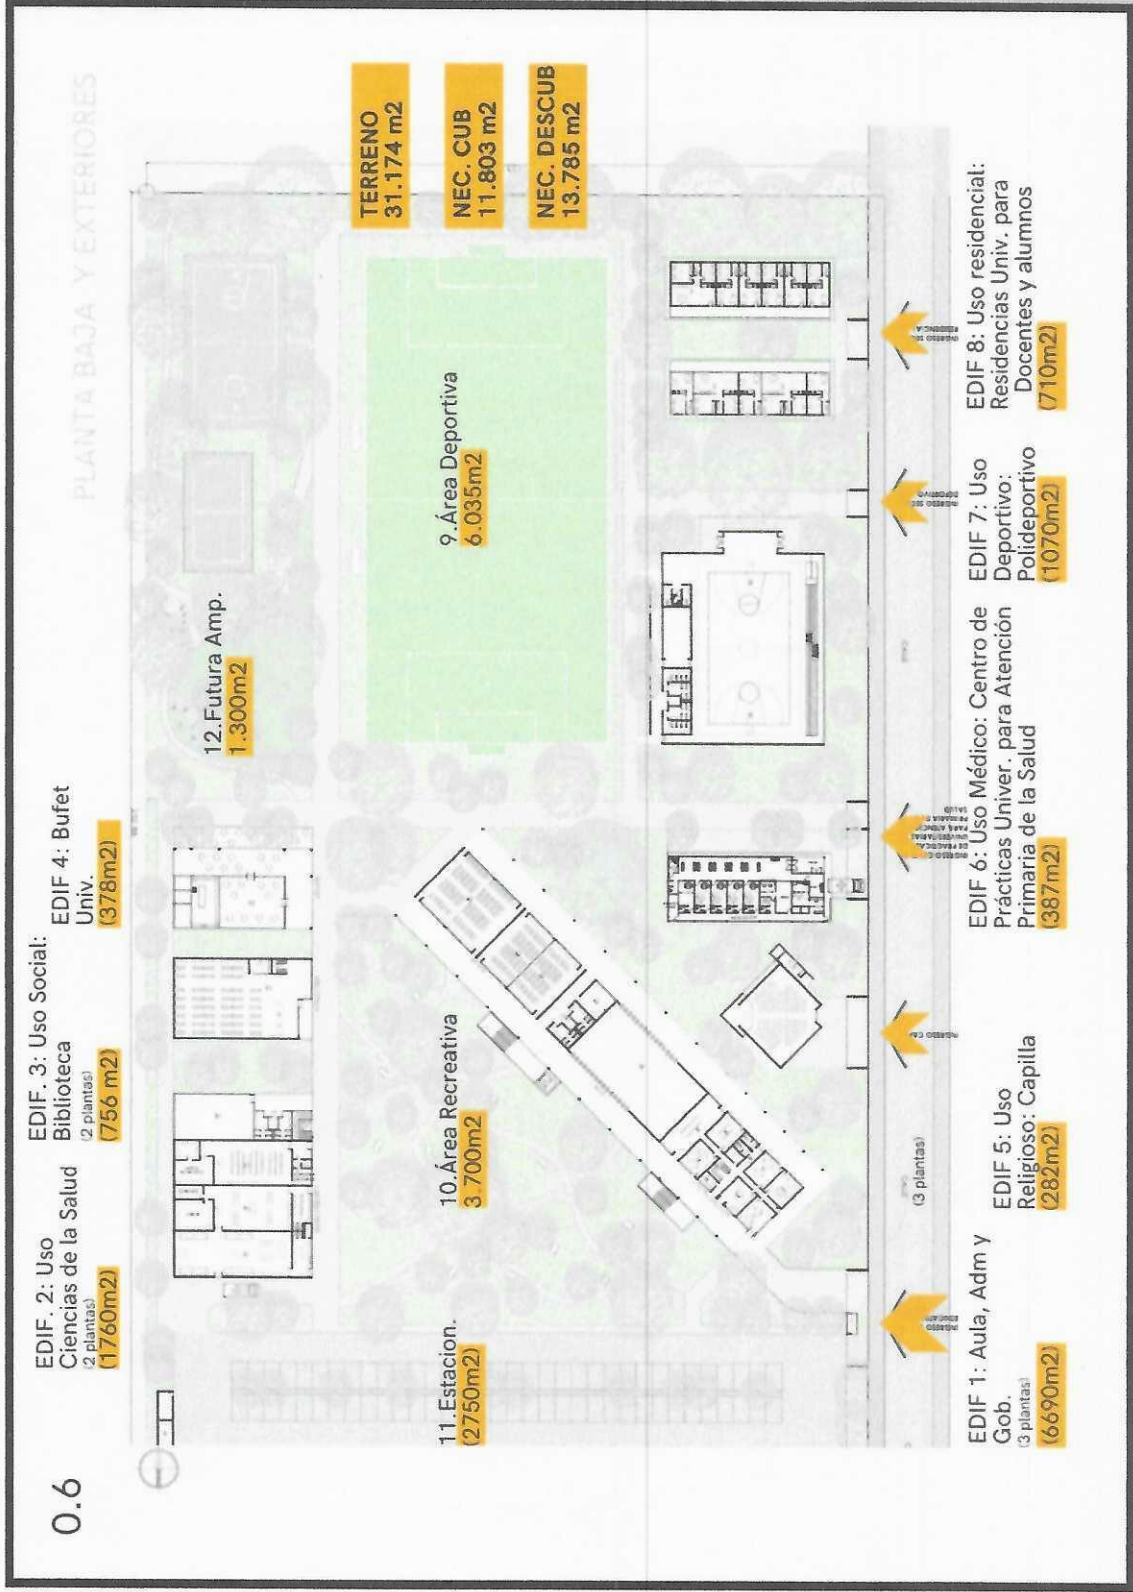 0.6
PLANTA BAJA Y EXTERIORES
EDIF. 2: Uso
Ciencias de la Salud
(2 plantas)
(1760m2)
EDIF. 3: Uso Social:
Biblioteca
(2 plantas)
(756 m2)
EDIF 4: Bufet
Univ.
(378m2)
12.Futura Amp.
1.300m2
TERRENO
31.174 m2
NEC. CUB
11.803 m2
NEC. DESCUB
13.785 m2
11.Estacion.
(2750m2)
10.Área Recreativa
3.700m2
9.Área Deportiva
6.035m2
(3 plantas)
EDIF 1: Aula, Adm y
Gob.
(3 plantas)
(6690m2)
EDIF 5: Uso
Religioso: Capilla
(282m2)
EDIF 6: Uso Médico: Centro de
Prácticas Univer. para Atención
Primaria de la Salud
(387m2)
EDIF 7: Uso
Deportivo:
Polideportivo
(1070m2)
EDIF 8: Uso residencial:
Residencias Univ. para
Docentes y alumnos
(710m2)